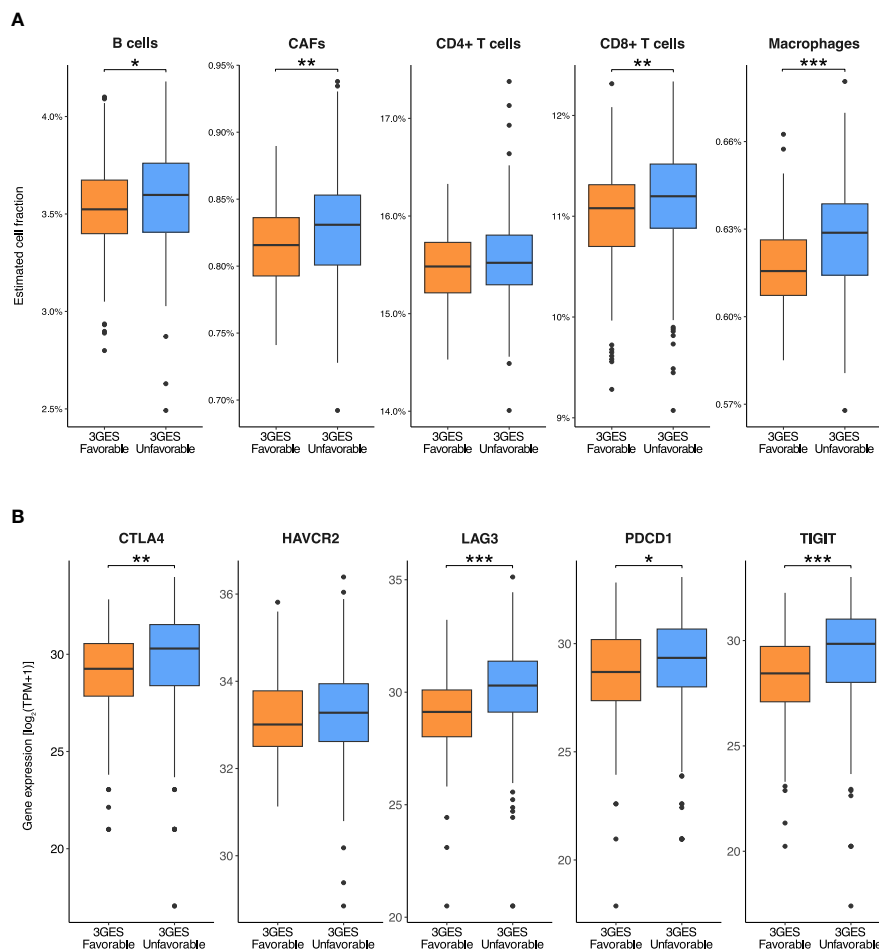 A
B cells
CAFs
CD4+ T cells
CD8+ T cells
Macrophages
*
**
**
***
Estimated cell fraction
4.0%
3.5%
3.0%
2.5%
0.95%
0.90%
0.85%
0.80%
0.75%
0.70%
17.0%
16.0%
15.0%
14.0%
12%
11%
10%
9%
0.66%
0.63%
0.60%
0.57%
3GES Favorable
3GES Unfavorable
3GES Favorable
3GES Unfavorable
3GES Favorable
3GES Unfavorable
3GES Favorable
3GES Unfavorable
3GES Favorable
3GES Unfavorable
B
CTLA4
HAVCR2
LAG3
PDCD1
TIGIT
**
***
*
***
Gene expression [log₂(TPM+1)]
30
25
20
36
34
32
30
35
30
25
20
30
25
20
30
25
20
3GES Favorable
3GES Unfavorable
3GES Favorable
3GES Unfavorable
3GES Favorable
3GES Unfavorable
3GES Favorable
3GES Unfavorable
3GES Favorable
3GES Unfavorable